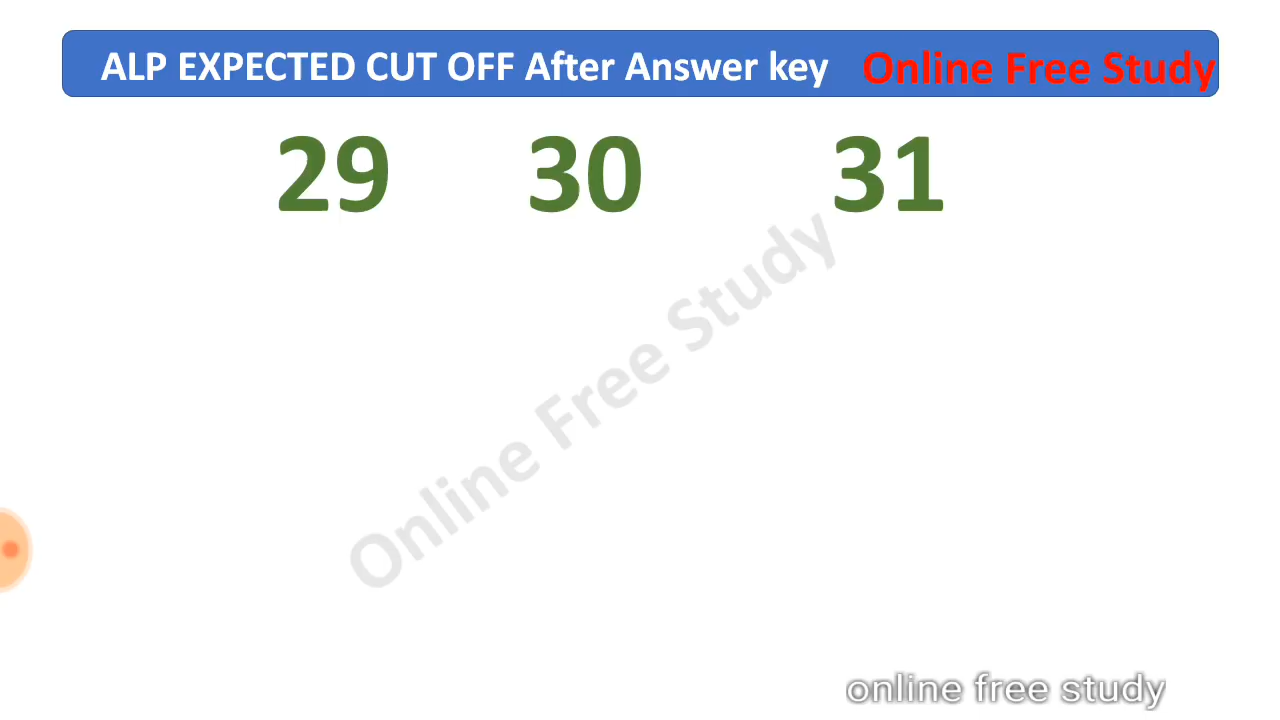 ALP EXPECTED CUT OFF After Answer key Online Free Study
29 30 31
Online Free Study
online free study